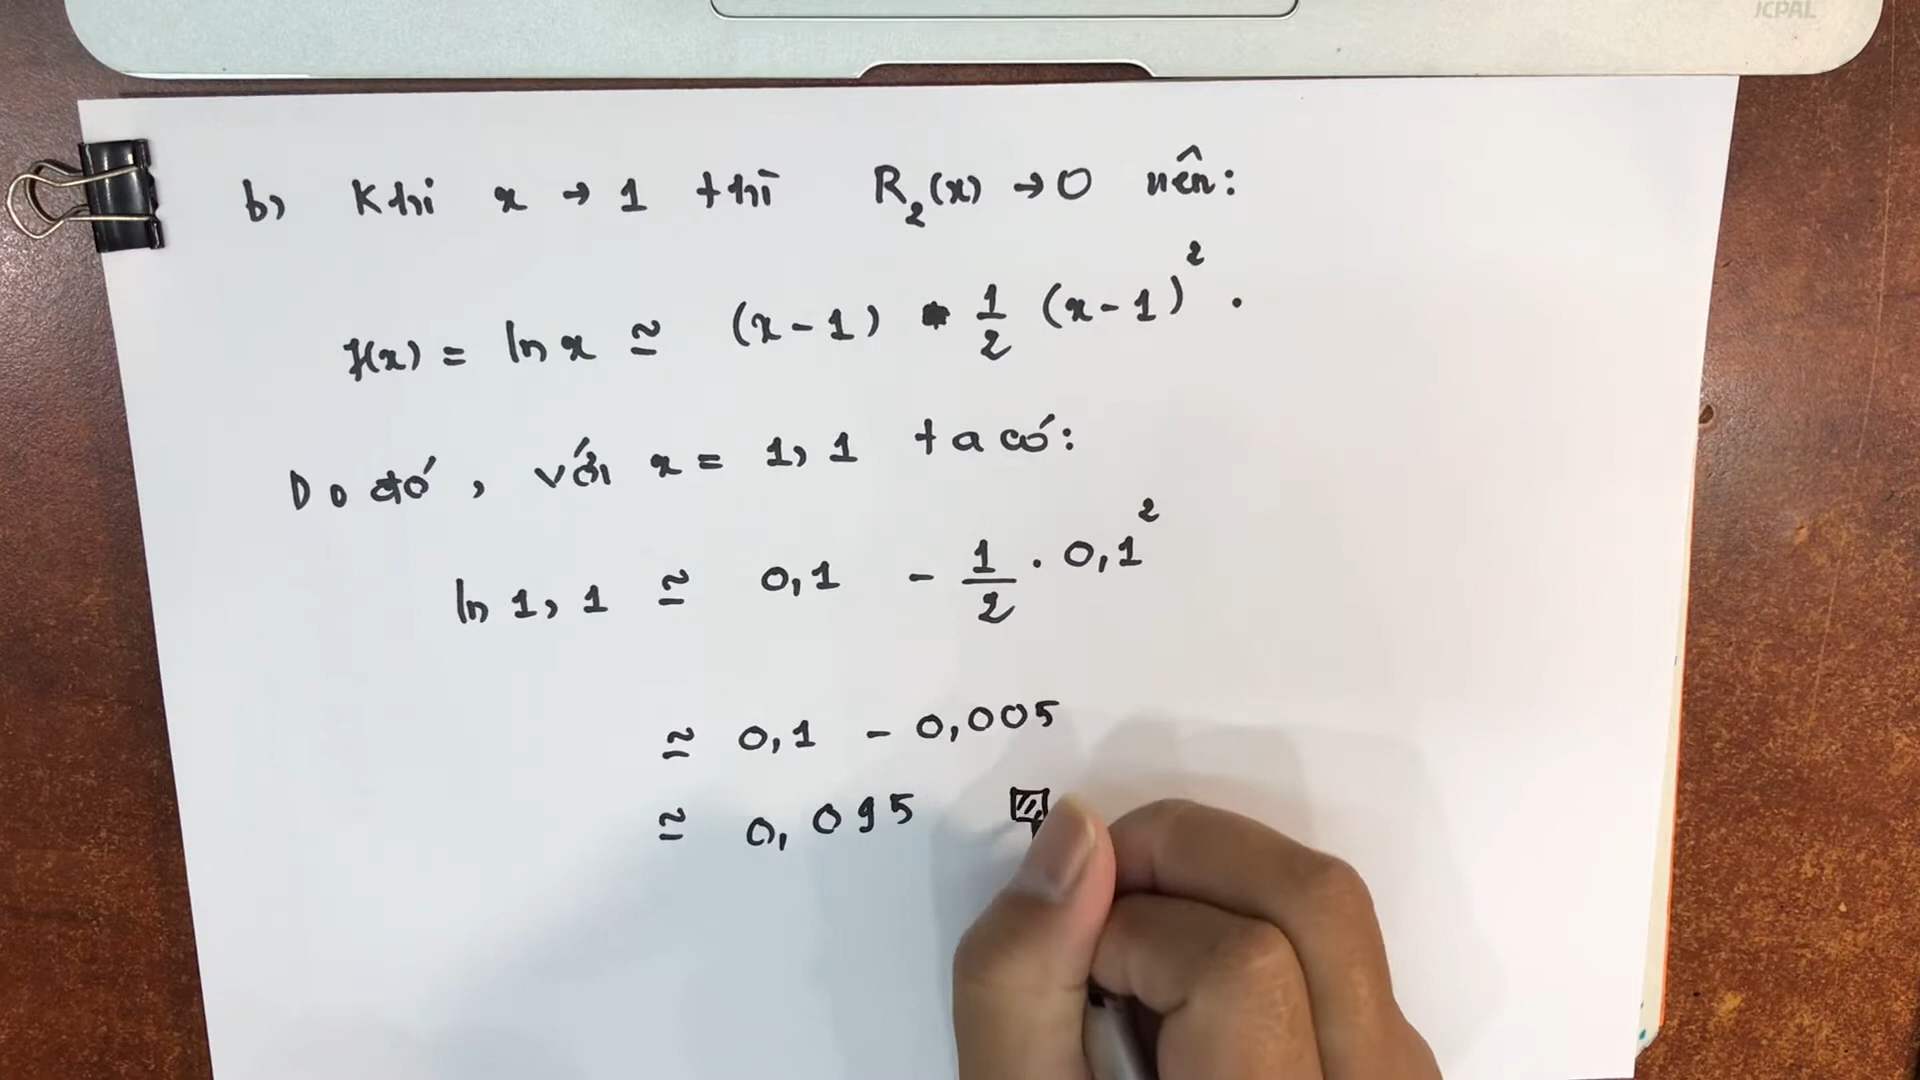 JCPAL
b) Khi x → 1 thì R₂(x) → 0 nên:
f(x) = ln x ≃ (x - 1) - 1/2 (x - 1)² .
Do đó, với x = 1,1 ta có:
ln 1,1 ≃ 0,1 - 1/2 . 0,1²
≃ 0,1 - 0,005
≃ 0,095